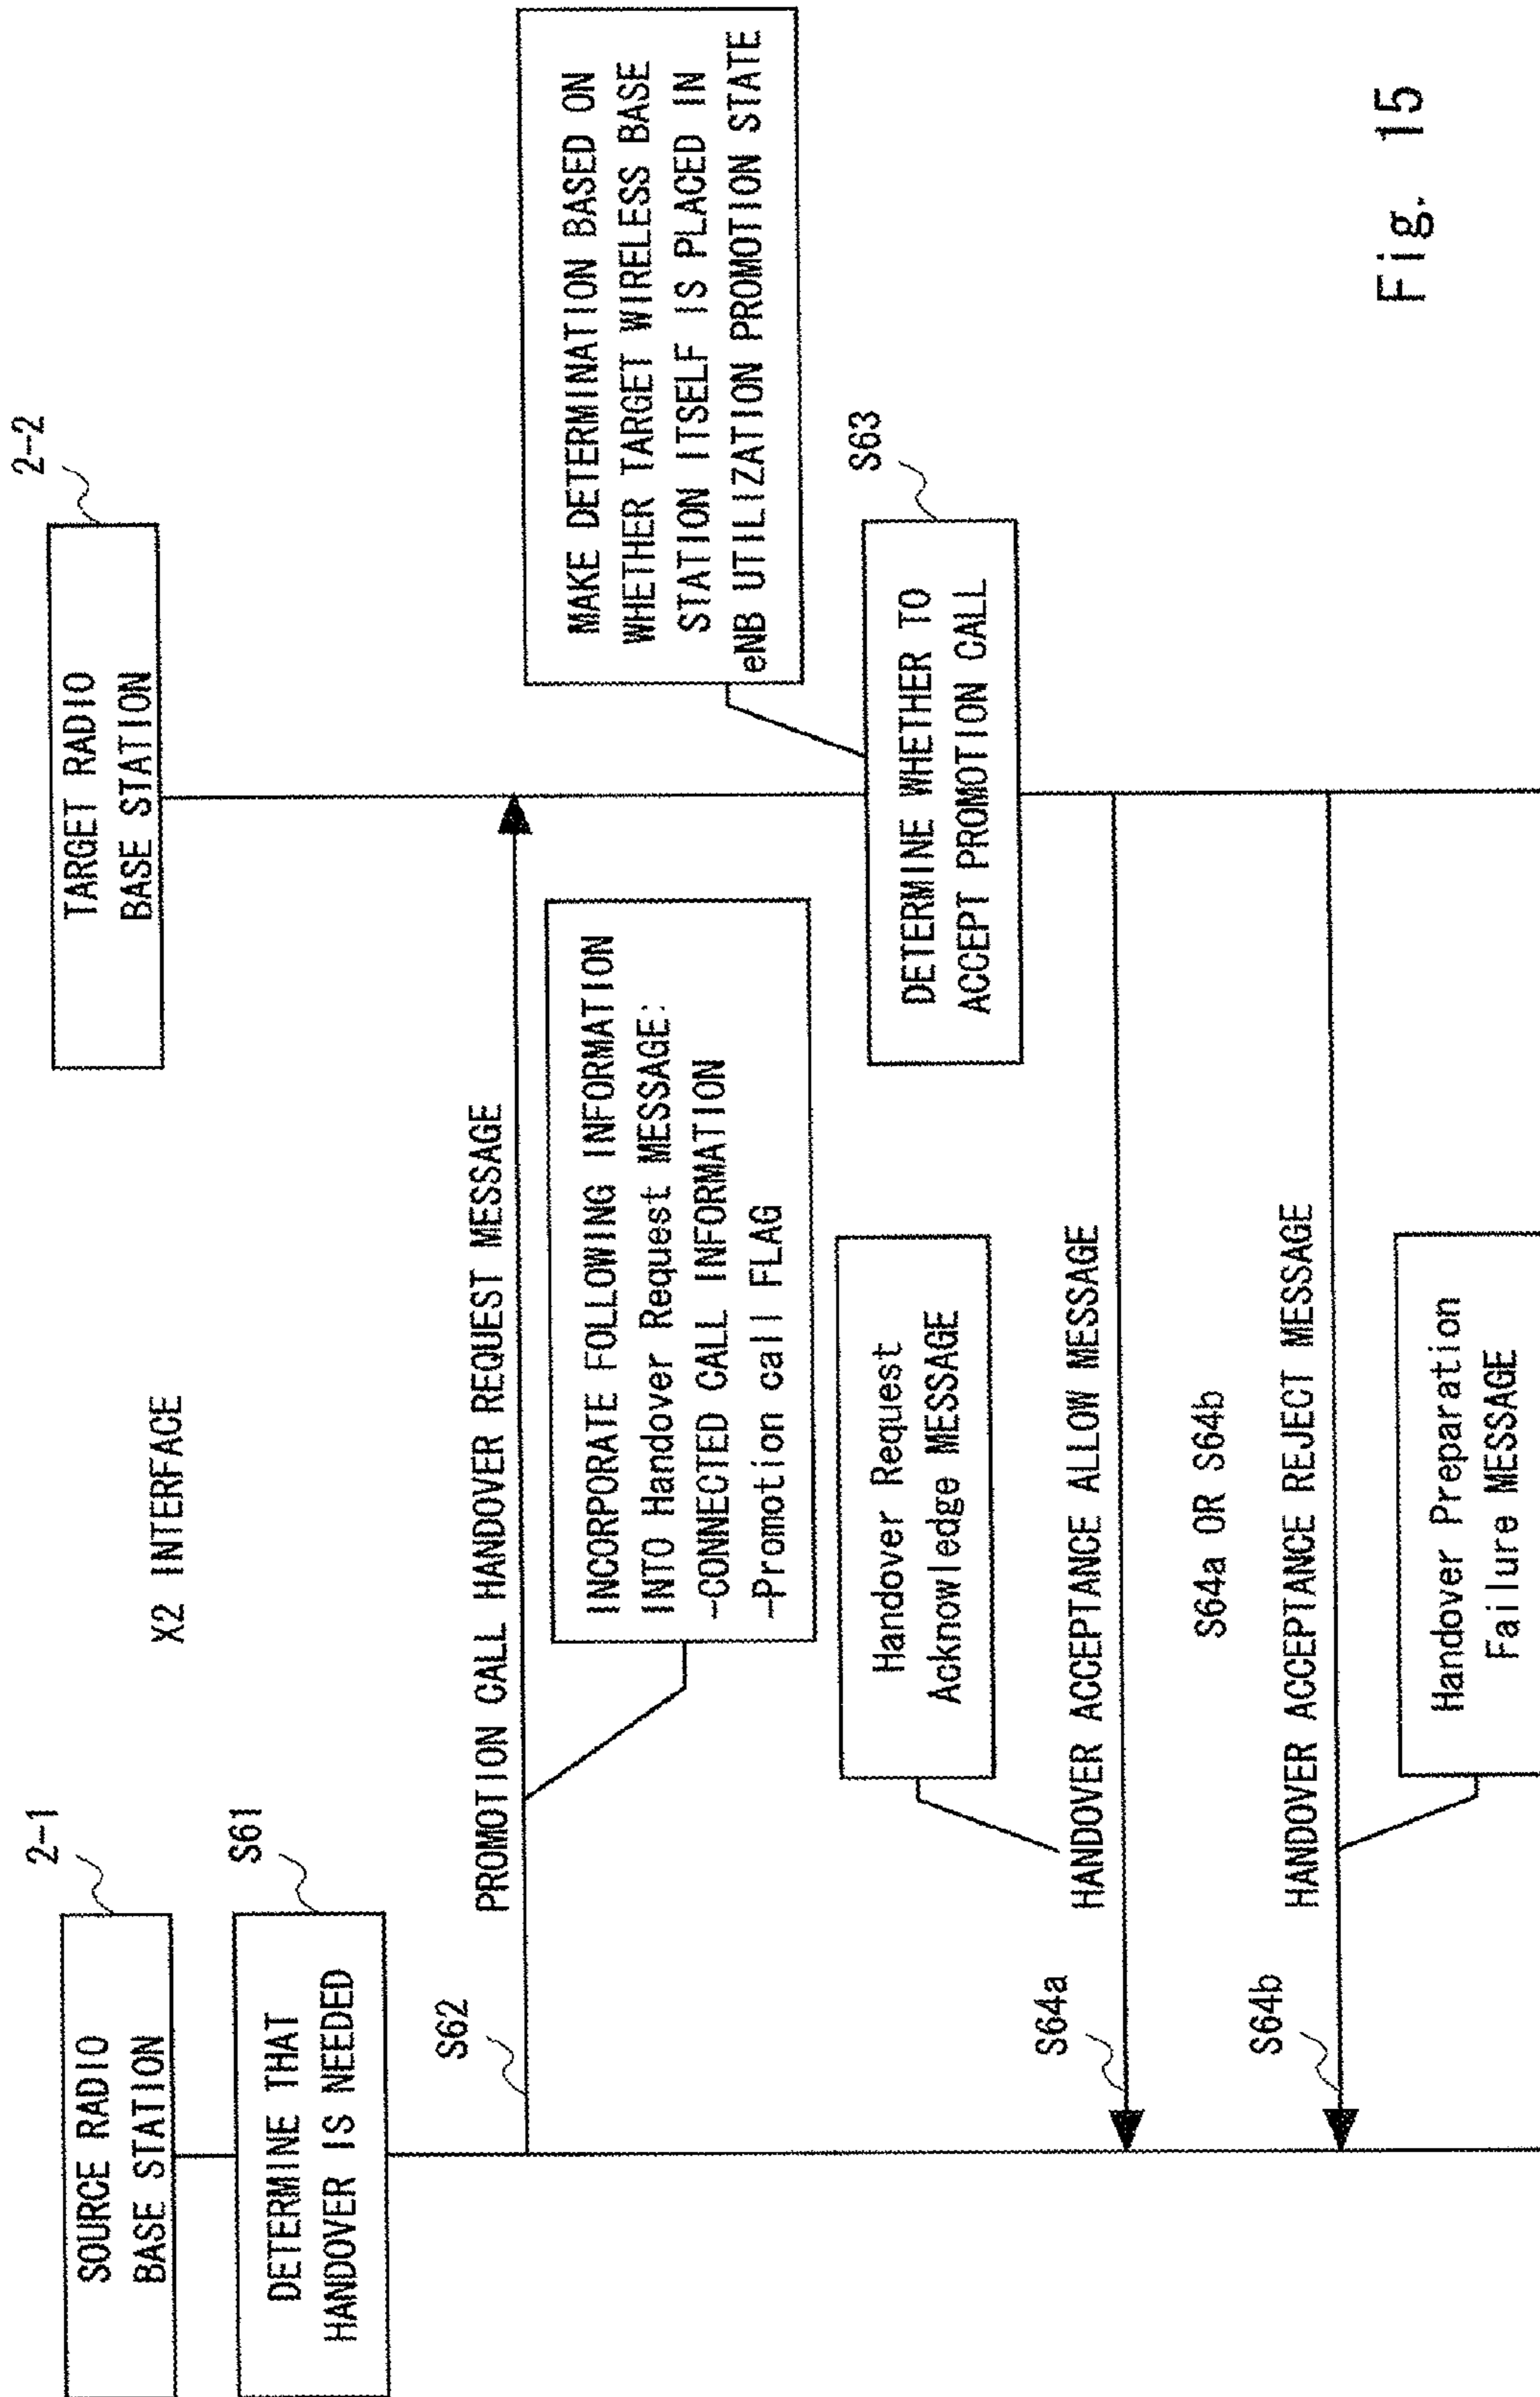 2-1
SOURCE RADIO
BASE STATION
X2 INTERFACE
2-2
TARGET RADIO
BASE STATION
S61
DETERMINE THAT
HANDOVER IS NEEDED
S62
PROMOTION CALL HANDOVER REQUEST MESSAGE
INCORPORATE FOLLOWING INFORMATION
INTO Handover Request MESSAGE:
-CONNECTED CALL INFORMATION
-Promotion call FLAG
MAKE DETERMINATION BASED ON
WHETHER TARGET WIRELESS BASE
STATION ITSELF IS PLACED IN
eNB UTILIZATION PROMOTION STATE
S63
DETERMINE WHETHER TO
ACCEPT PROMOTION CALL
Handover Request
Acknowledge MESSAGE
S64a
HANDOVER ACCEPTANCE ALLOW MESSAGE
S64a OR S64b
S64b
HANDOVER ACCEPTANCE REJECT MESSAGE
Handover Preparation
Failure MESSAGE
Fig. 15